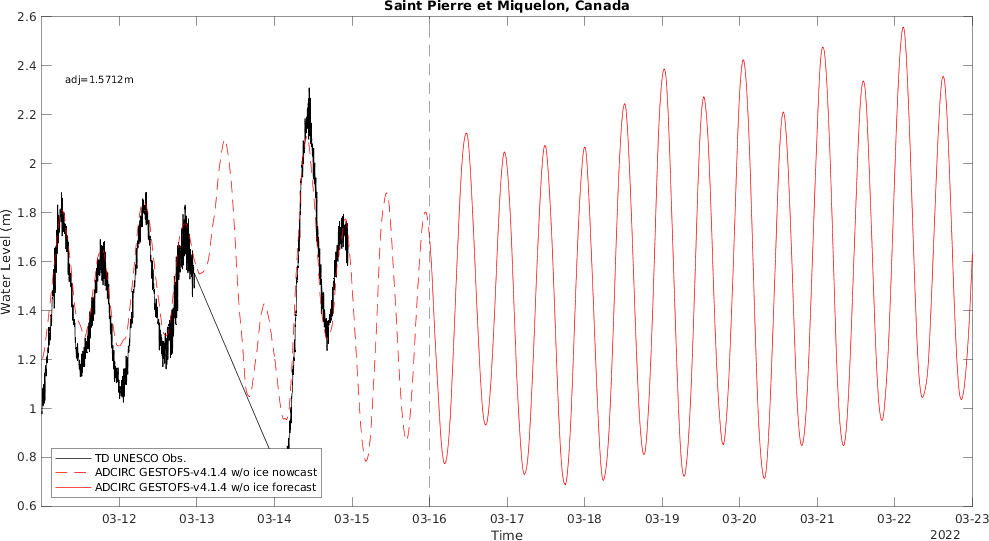 Saint Pierre et Miquelon, Canada
2.6
2.4
adj=1.5712m
2.2
2
1.8
1.6
1.4
1.2
1
0.8
0.6
Water Level (m)
TD UNESCO Obs.
ADCIRC GESTOFS-v4.1.4 w/o ice nowcast
ADCIRC GESTOFS-v4.1.4 w/o ice forecast
03-12 03-13 03-14 03-15 03-16 03-17 03-18 03-19 03-20 03-21 03-22 03-23
Time
2022